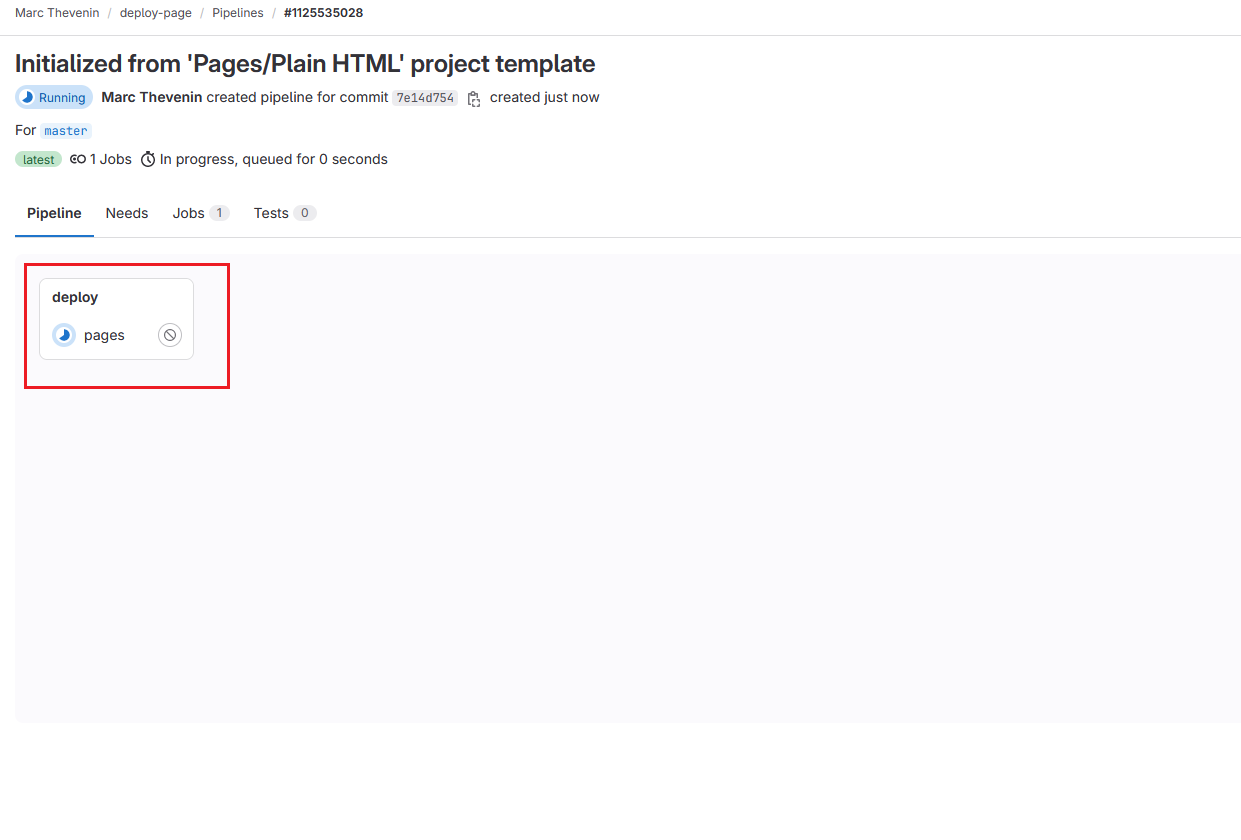 Marc Thevenin / deploy-page / Pipelines / #1125535028
Initialized from 'Pages/Plain HTML' project template
Running Marc Thevenin created pipeline for commit 7e14d754 created just now
For master
latest 1 Jobs In progress, queued for 0 seconds
Pipeline Needs Jobs 1 Tests 0
deploy
pages